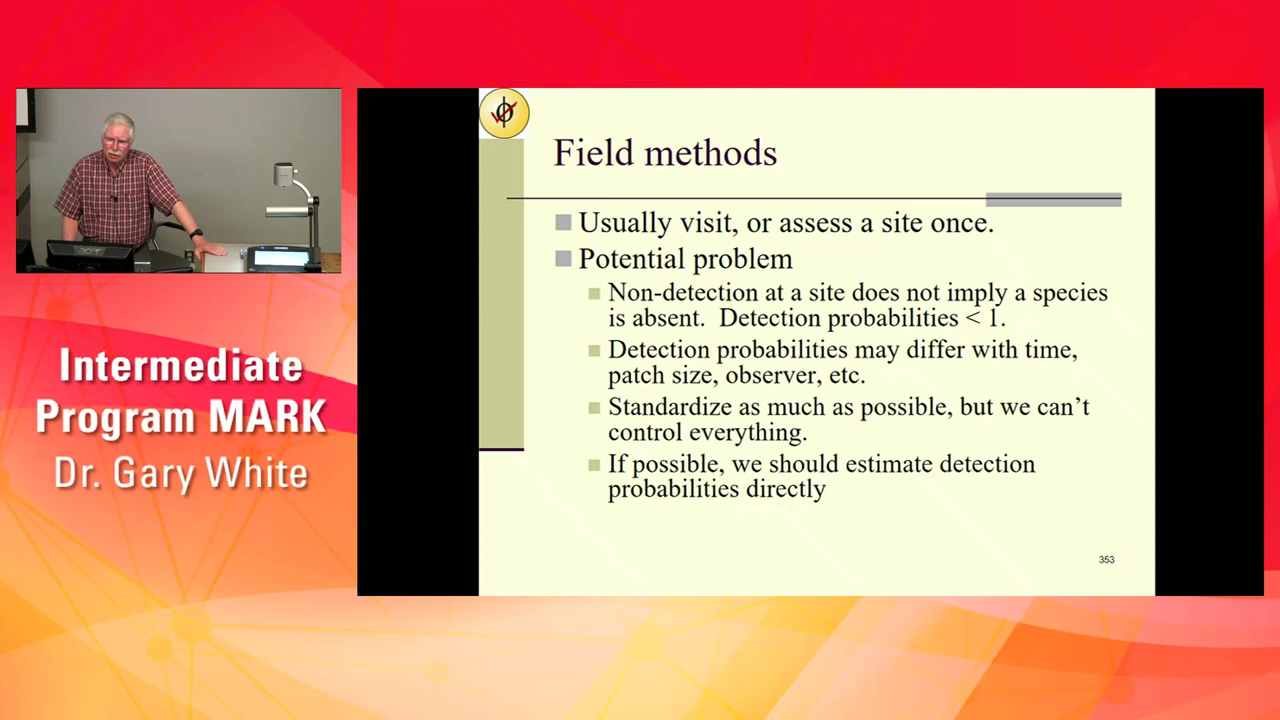 Field methods
Usually visit, or assess a site once.
Potential problem
Non-detection at a site does not imply a species
is absent. Detection probabilities < 1.
Detection probabilities may differ with time,
patch size, observer, etc.
Standardize as much as possible, but we can't
control everything.
If possible, we should estimate detection
probabilities directly
353
Intermediate
Program MARK
Dr. Gary White